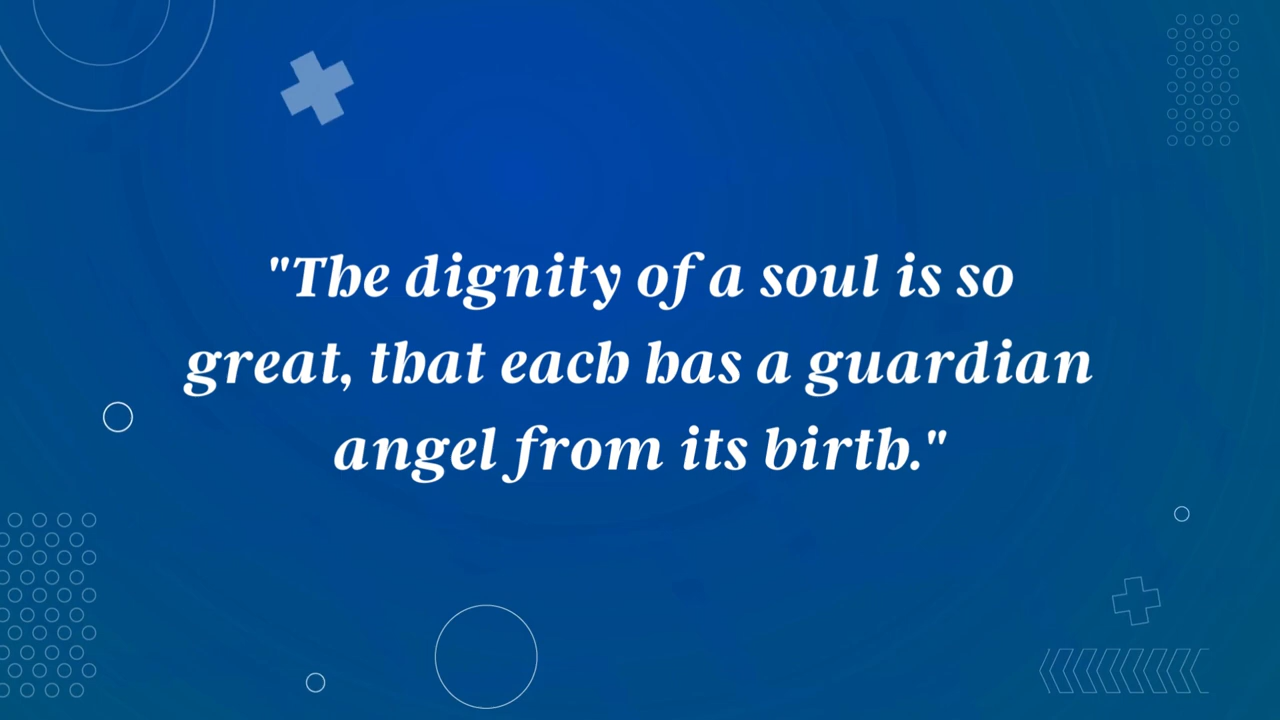 "The dignity of a soul is so
great, that each has a guardian
angel from its birth."